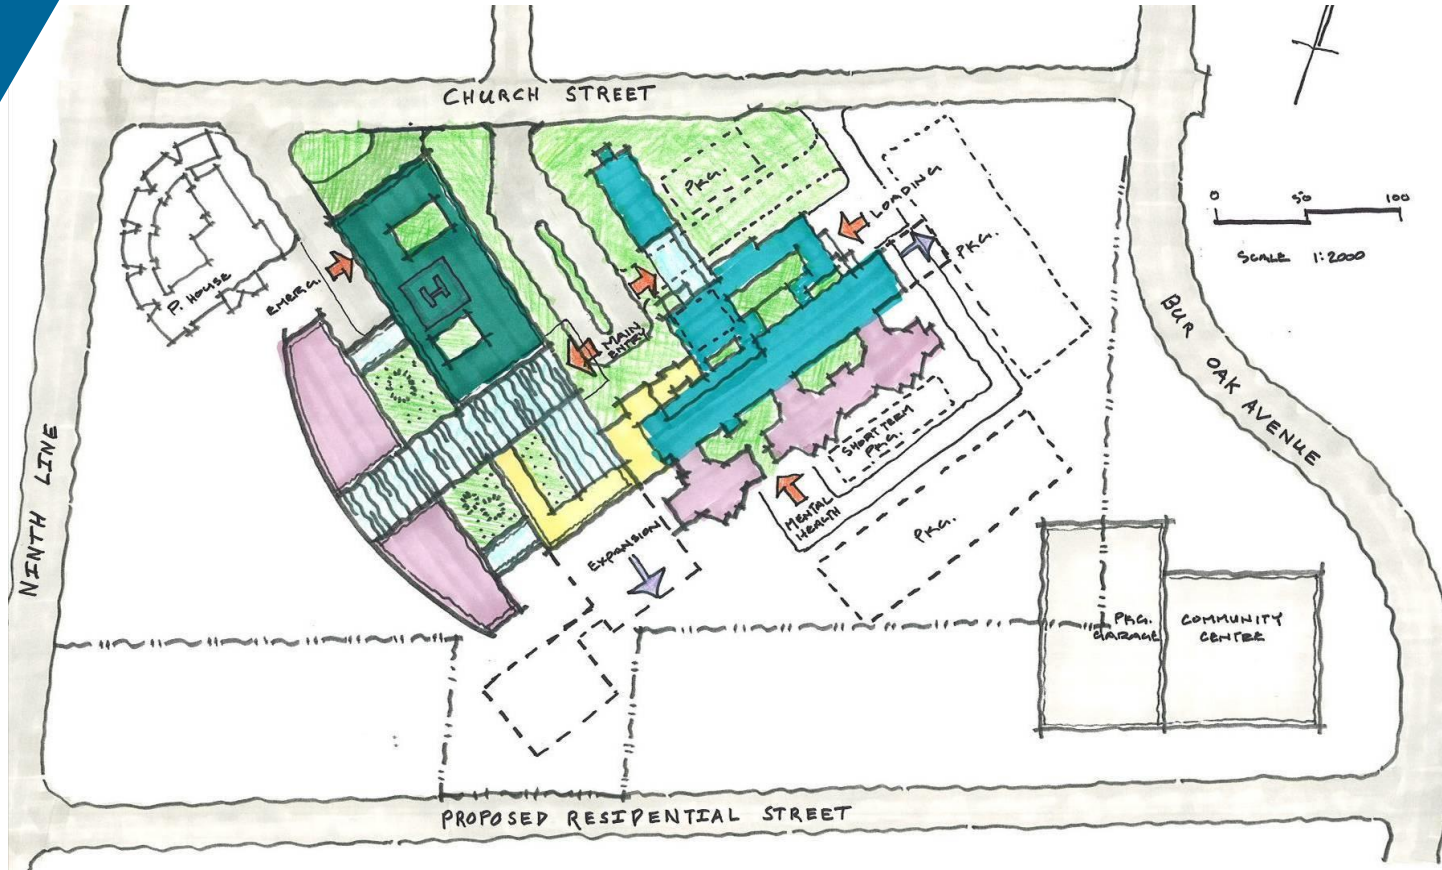 CHURCH STREET
PKG.
LOADING
0 50 100
SCALE 1:2000
PKG.
P. HOUSE
EMERG.
H
MAIN
ENTRY
BUR OAK AVENUE
SHORT TERM
PKG.
NINTH LINE
MENTAL
HEALTH
PKG.
EXPANSION
PKG.
GARAGE
COMMUNITY
CENTRE
PROPOSED RESIDENTIAL STREET